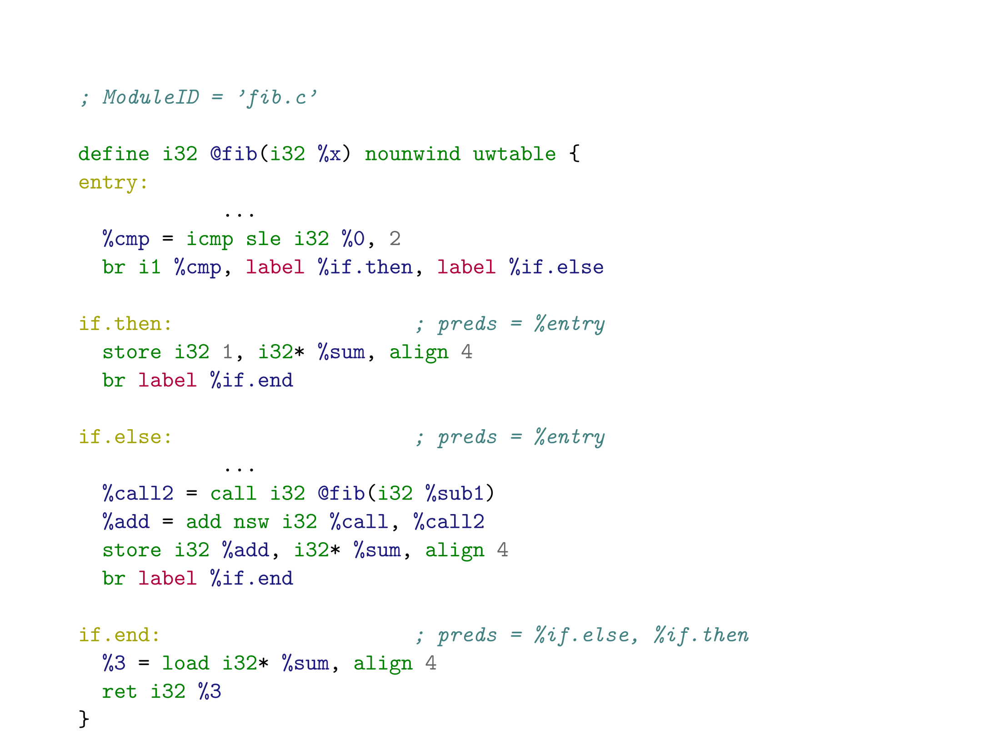 ; ModuleID = 'fib.c'
define i32 @fib(i32 %x) nounwind uwtable {
entry:
...
%cmp = icmp sle i32 %0, 2
br i1 %cmp, label %if.then, label %if.else
if.then: ; preds = %entry
store i32 1, i32* %sum, align 4
br label %if.end
if.else: ; preds = %entry
...
%call2 = call i32 @fib(i32 %sub1)
%add = add nsw i32 %call, %call2
store i32 %add, i32* %sum, align 4
br label %if.end
if.end: ; preds = %if.else, %if.then
%3 = load i32* %sum, align 4
ret i32 %3
}